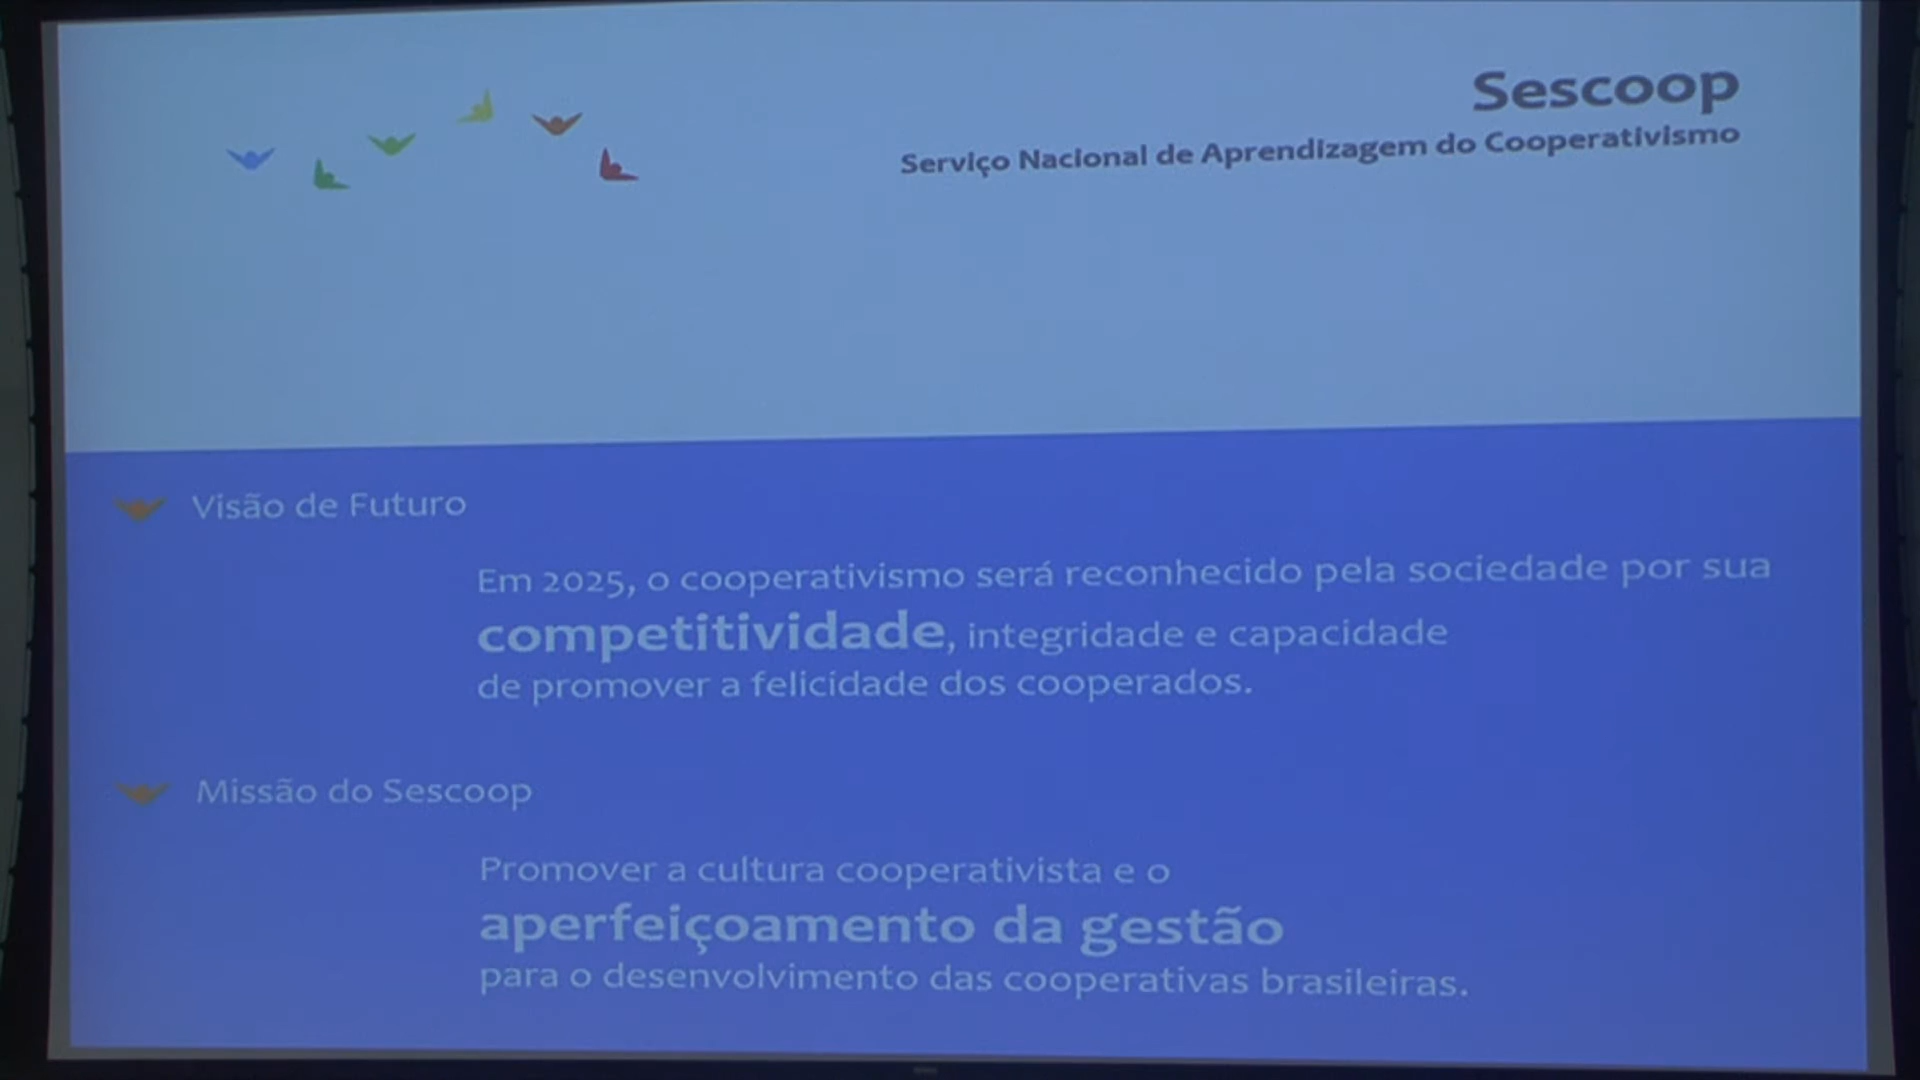 Sescoop
Serviço Nacional de Aprendizagem do Cooperativismo
Visão de Futuro
Em 2025, o cooperativismo será reconhecido pela sociedade por sua
competitividade, integridade e capacidade
de promover a felicidade dos cooperados.
Missão do Sescoop
Promover a cultura cooperativista e o
aperfeiçoamento da gestão
para o desenvolvimento das cooperativas brasileiras.